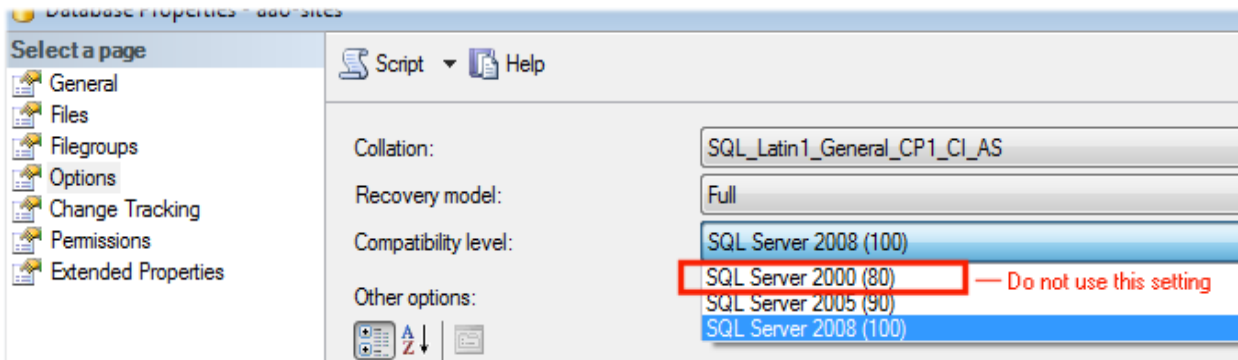 Database Properties - aa0-sites
Select a page
General
Files
Filegroups
Options
Change Tracking
Permissions
Extended Properties
Script
Help
Collation:
SQL_Latin1_General_CP1_CI_AS
Recovery model:
Full
Compatibility level:
SQL Server 2008 (100)
SQL Server 2000 (80)
Do not use this setting
SQL Server 2005 (90)
SQL Server 2008 (100)
Other options:
A
Z